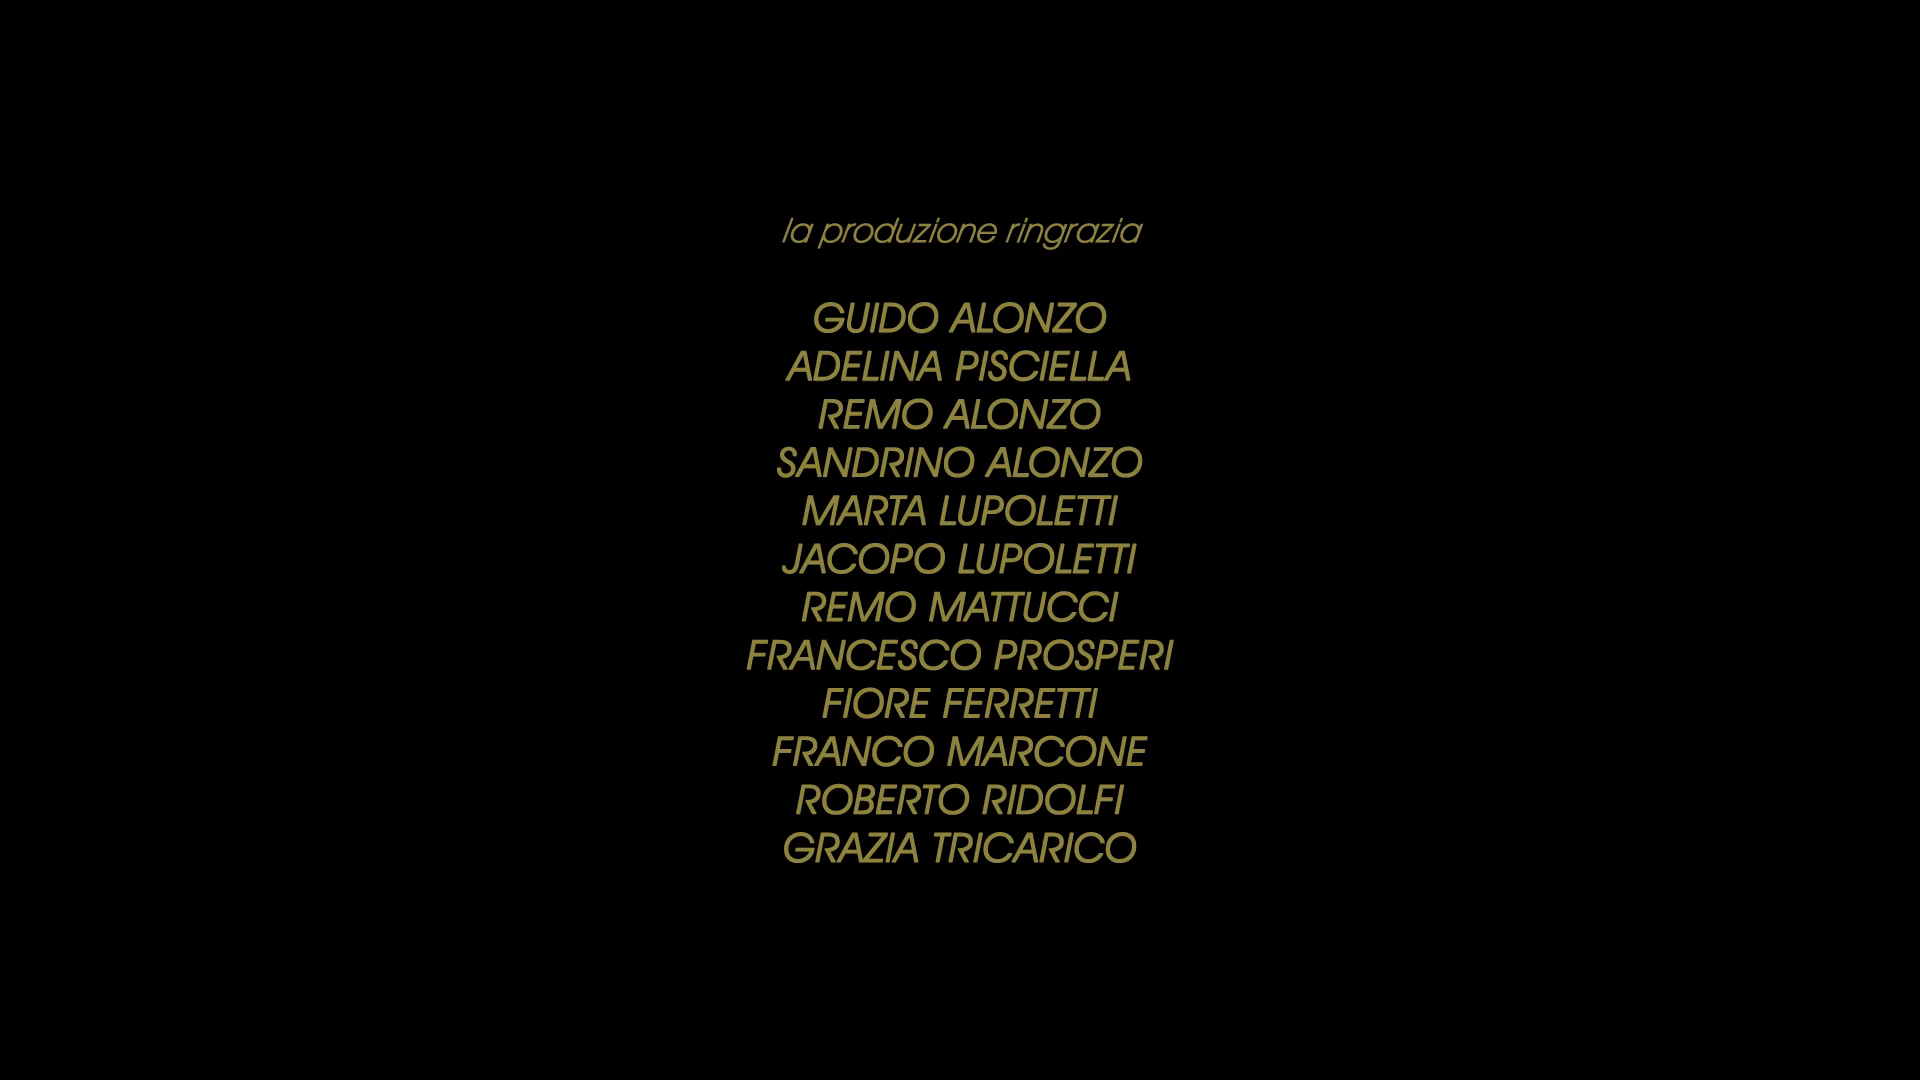 la produzione ringrazia
GUIDO ALONZO
ADELINA PISCIELLA
REMO ALONZO
SANDRINO ALONZO
MARTA LUPOLETTI
JACOPO LUPOLETTI
REMO MATTUCCI
FRANCESCO PROSPERI
FIORE FERRETTI
FRANCO MARCONE
ROBERTO RIDOLFI
GRAZIA TRICARICO